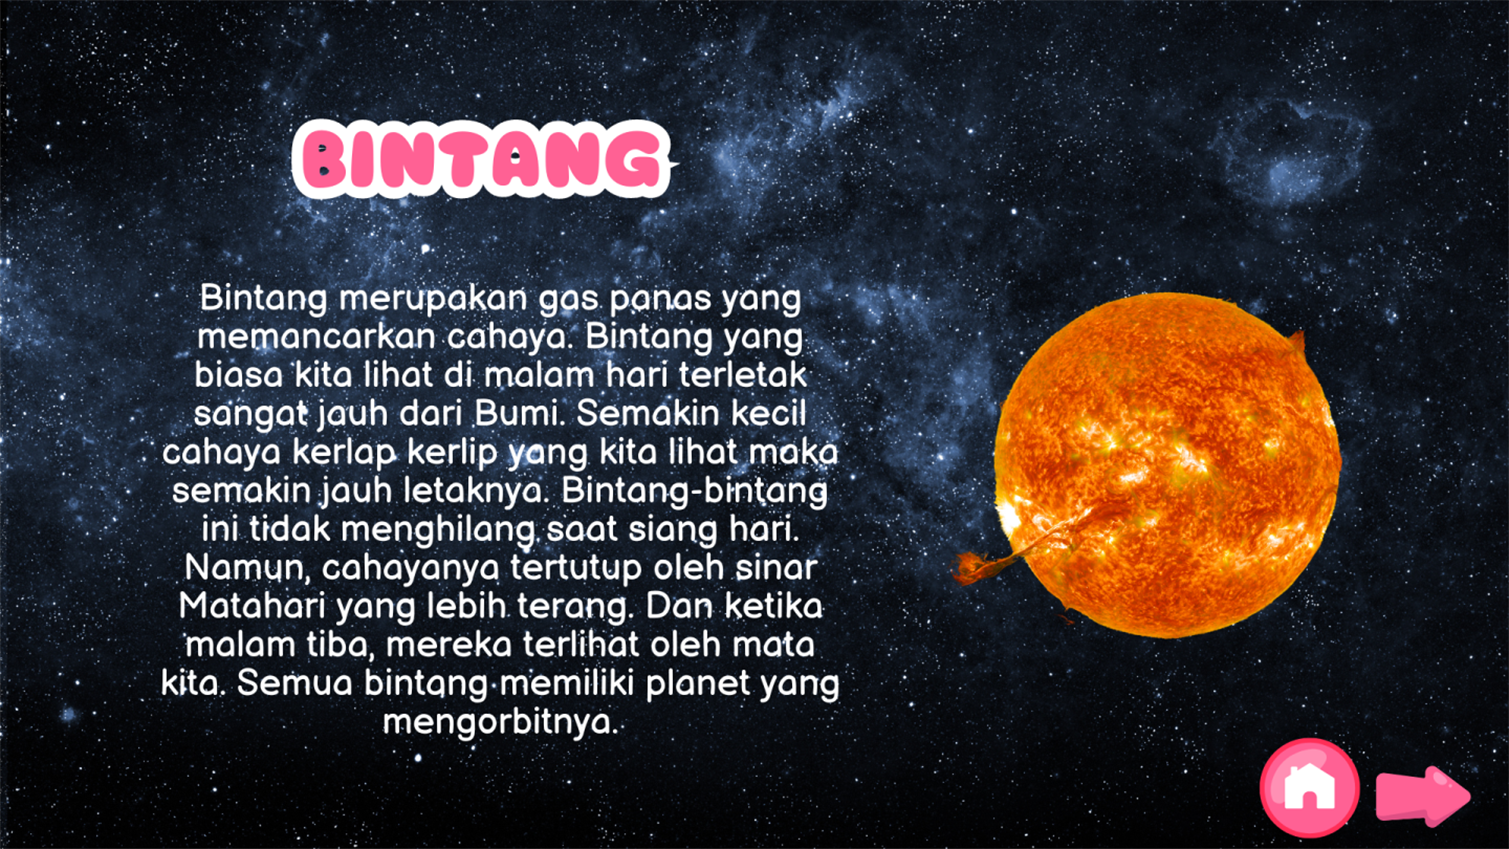 BINTANG
Bintang merupakan gas panas yang
memancarkan cahaya. Bintang yang
biasa kita lihat di malam hari terletak
sangat jauh dari Bumi. Semakin kecil
cahaya kerlap kerlip yang kita lihat maka
semakin jauh letaknya. Bintang-bintang
ini tidak menghilang saat siang hari.
Namun, cahayanya tertutup oleh sinar
Matahari yang lebih terang. Dan ketika
malam tiba, mereka terlihat oleh mata
kita. Semua bintang memiliki planet yang
mengorbitnya.